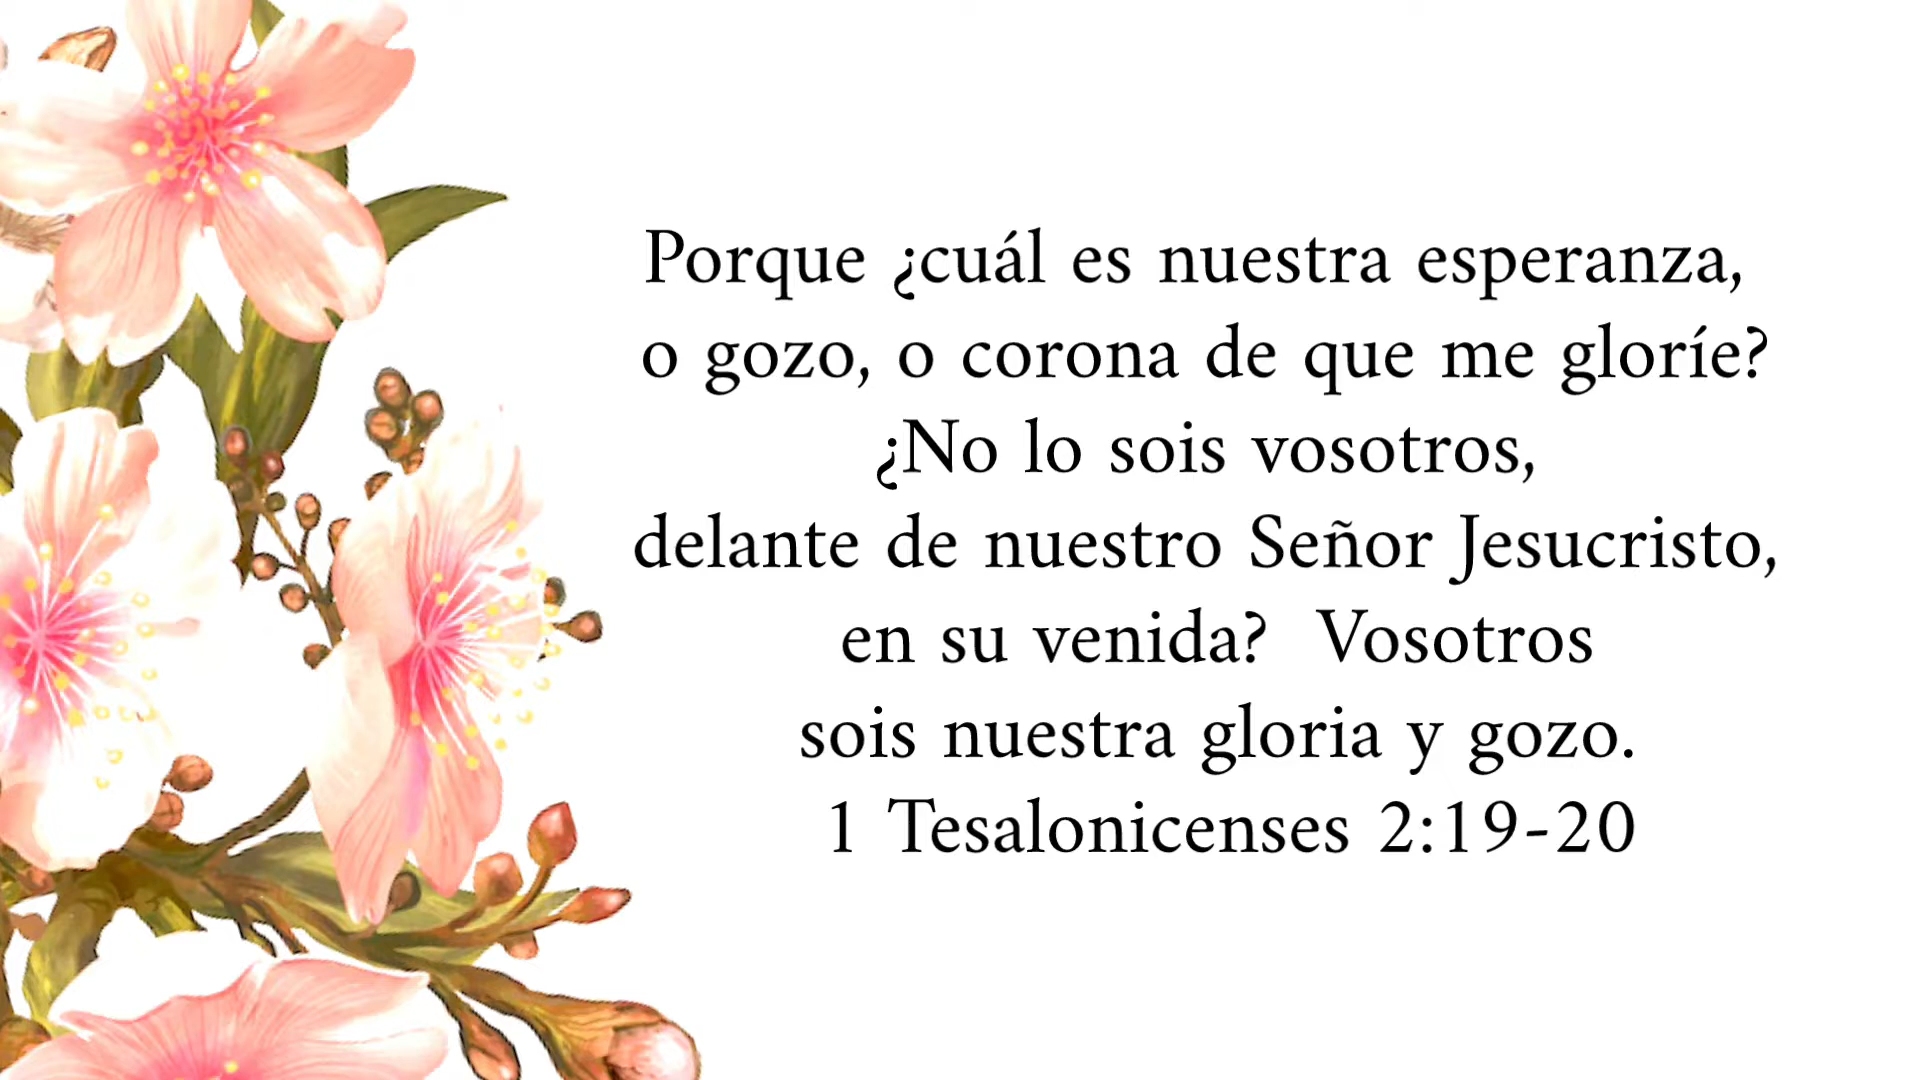 Porque ¿cuál es nuestra esperanza,
o gozo, o corona de que me gloríe?
¿No lo sois vosotros,
delante de nuestro Señor Jesucristo,
en su venida?  Vosotros
sois nuestra gloria y gozo.
1 Tesalonicenses 2:19-20